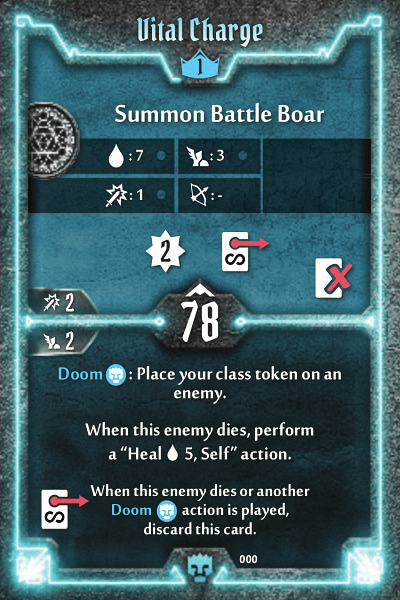 Vital Charge
1
Summon Battle Boar
: 7 : 3
: 1 : -
2
S
2
78
2
Doom : Place your class token on an
enemy.
When this enemy dies, perform
a “Heal 5, Self” action.
When this enemy dies or another
Doom action is played,
discard this card.
S
000